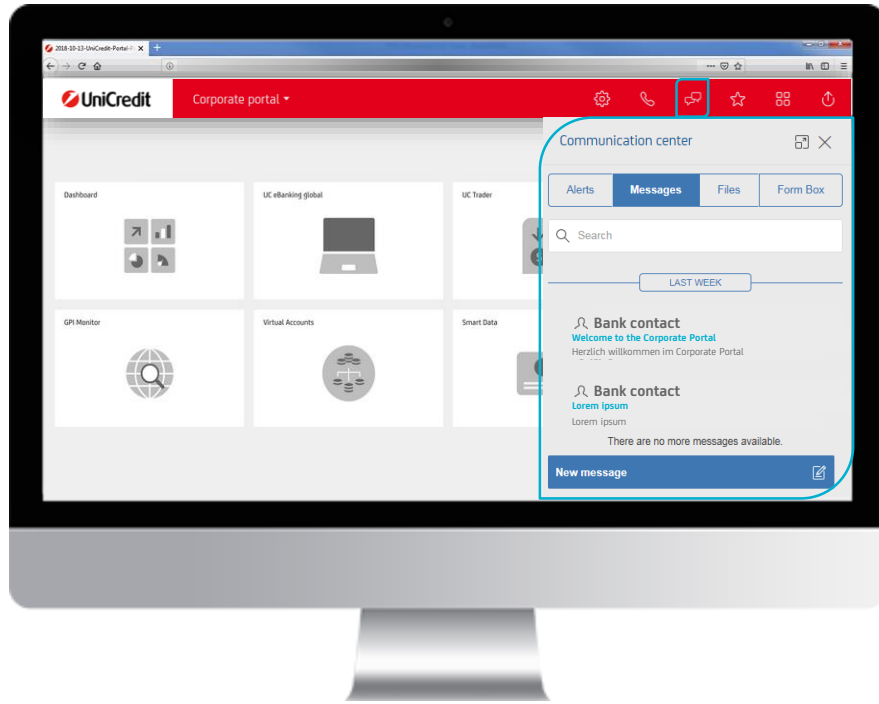 2018-10-13-UniCredit-Portal-F
UniCredit
Corporate portal
Communication center
Alerts
Messages
Files
Form Box
Search
LAST WEEK
Dashboard
UC eBanking global
UC Trader
GPI Monitor
Virtual Accounts
Smart Data
Bank contact
Welcome to the Corporate Portal
Herzlich willkommen im Corporate Portal
Bank contact
Lorem ipsum
Lorem ipsum
There are no more messages available.
New message